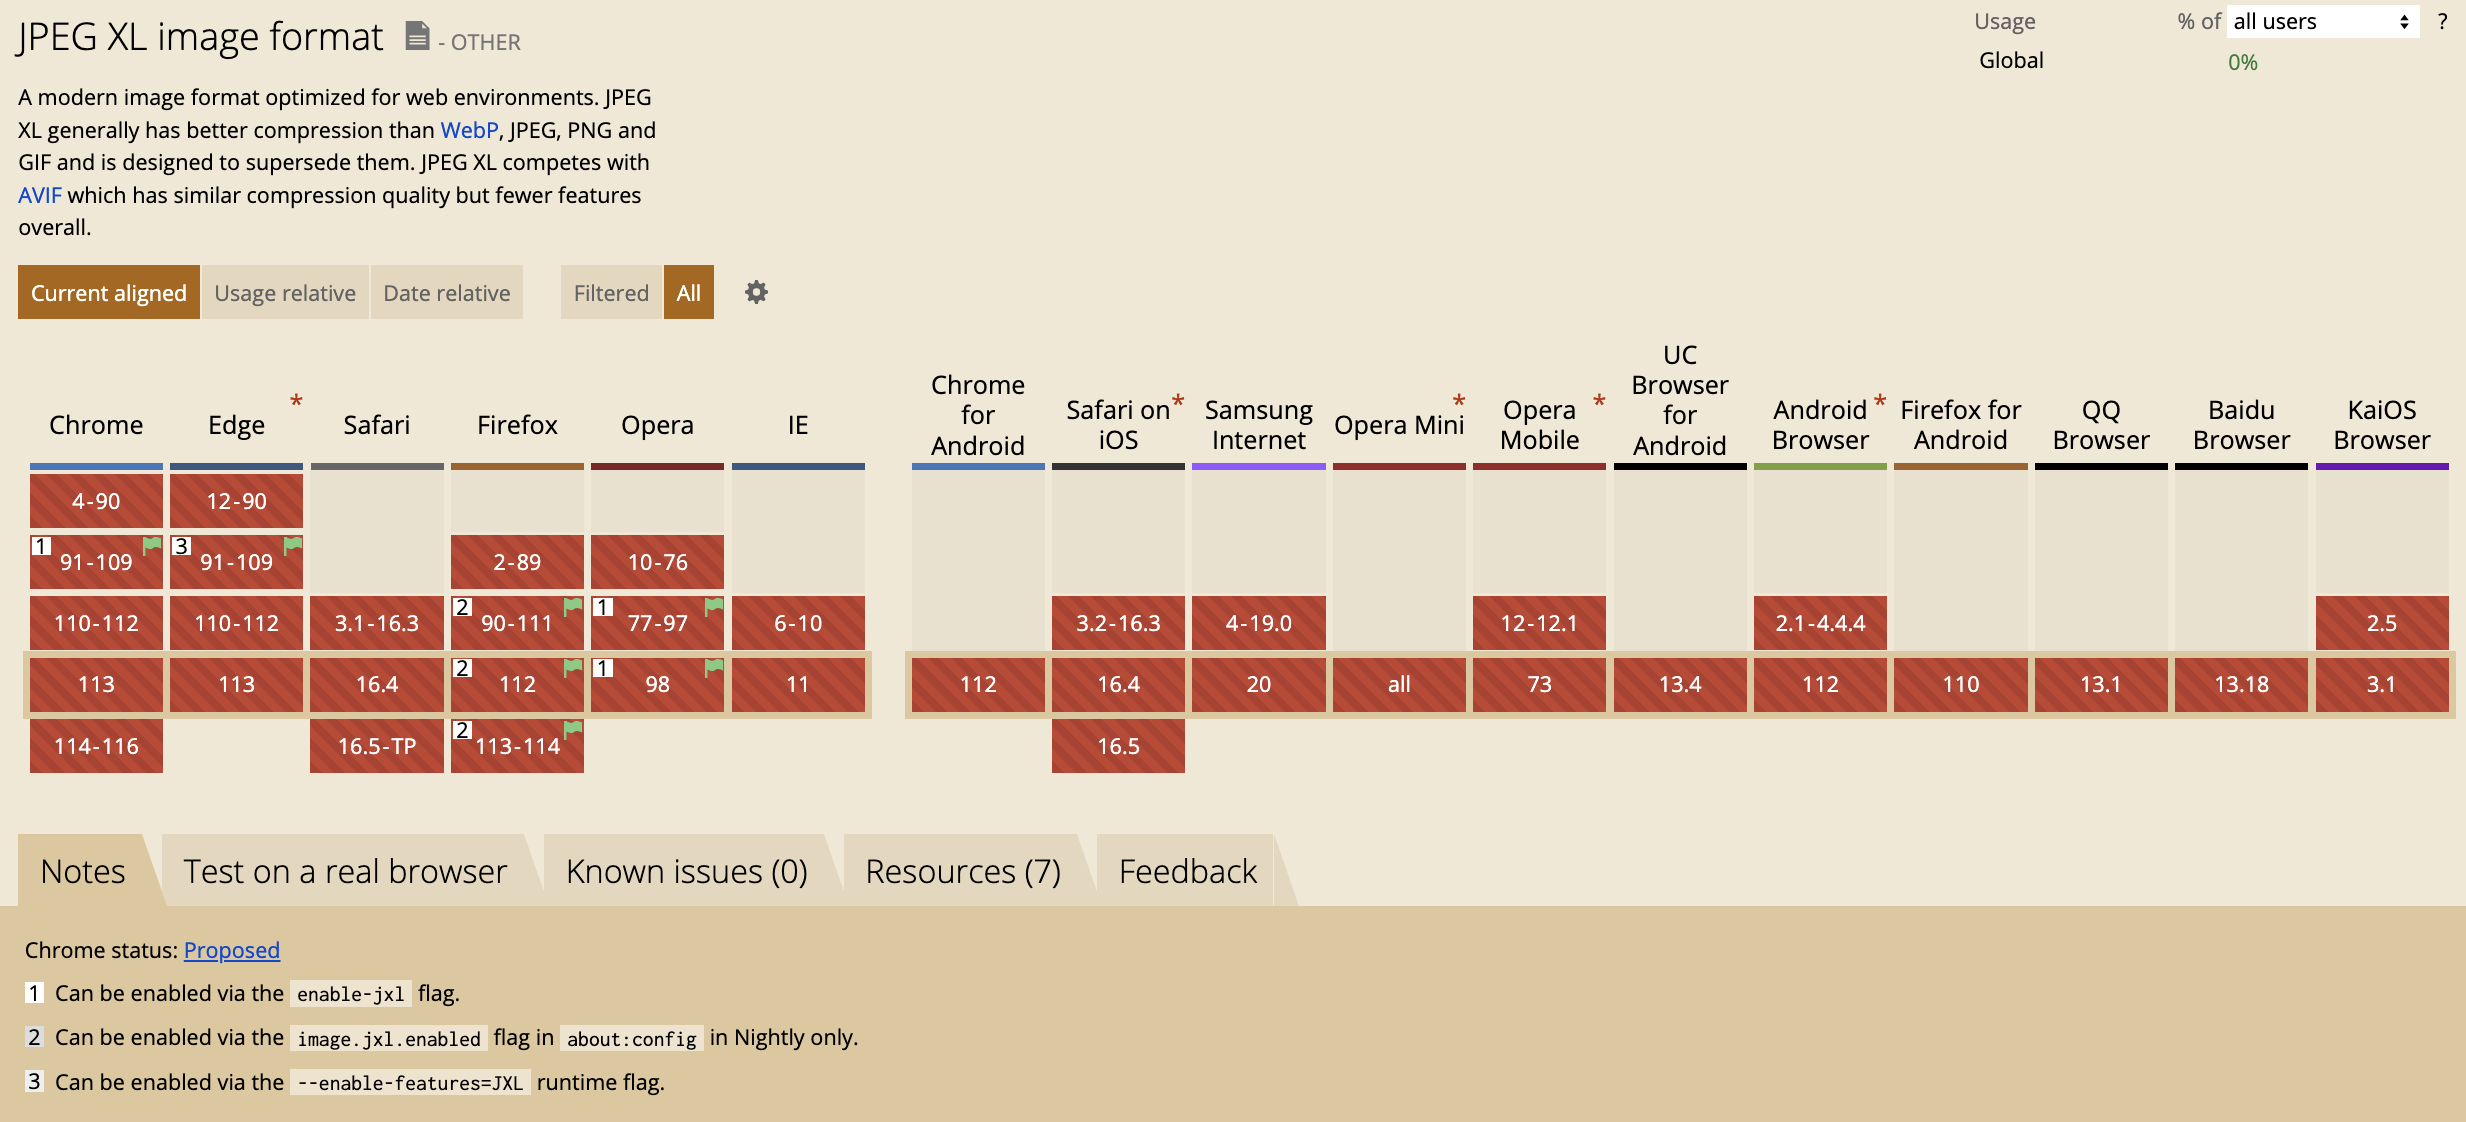 JPEG XL image format - OTHER
Usage % of all users ?
Global 0%
A modern image format optimized for web environments. JPEG
XL generally has better compression than WebP, JPEG, PNG and
GIF and is designed to supersede them. JPEG XL competes with
AVIF which has similar compression quality but fewer features
overall.
Current aligned Usage relative Date relative Filtered All
Chrome Edge * Safari Firefox Opera IE
Chrome for Android
Safari on iOS *
Samsung Internet
Opera Mini *
Opera Mobile *
UC Browser for Android
Android Browser *
Firefox for Android
QQ Browser
Baidu Browser
KaiOS Browser
4-90 12-90
1 91-109 3 91-109 2-89 10-76
110-112 110-112 3.1-16.3 2 90-111 1 77-97 6-10 3.2-16.3 4-19.0 12-12.1 2.1-4.4.4 2.5
113 113 16.4 2 112 1 98 11 112 16.4 20 all 73 13.4 112 110 13.1 13.18 3.1
114-116 16.5-TP 2 113-114 16.5
Notes Test on a real browser Known issues (0) Resources (7) Feedback
Chrome status: Proposed
1 Can be enabled via the enable-jxl flag.
2 Can be enabled via the image.jxl.enabled flag in about:config in Nightly only.
3 Can be enabled via the --enable-features=JXL runtime flag.